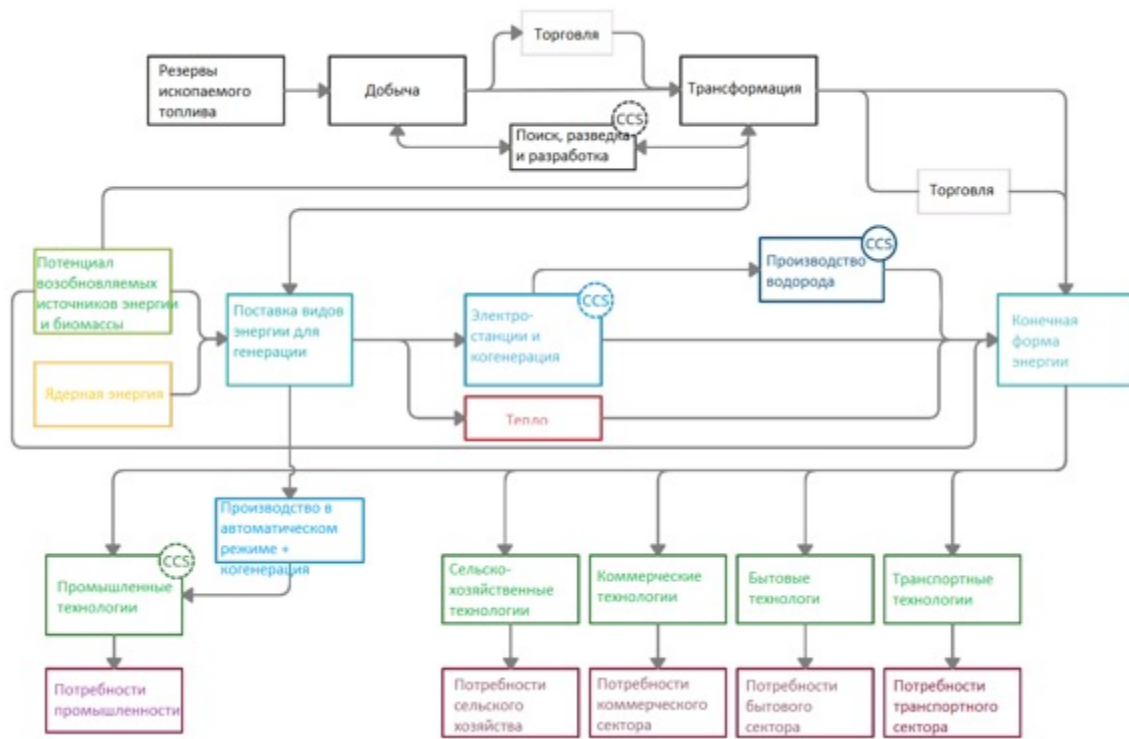 Торговля
Резервы
ископаемого
топлива
Добыча
Трансформация
CCS
Поиск, разведка
и разработка
Торговля
Потенциал
возобновляемых
источников энергии
и биомассы
CCS
Производство
водорода
Поставка видов
энергии для
генерации
CCS
Электро-
станции и
когенерация
Конечная
форма
энергии
Ядерная энергия
Тепло
Производство в
автоматическом
режиме +
когенерация
CCS
Промышленные
технологии
Сельско-
хозяйственные
технологии
Коммерческие
технологии
Бытовые
технологи
Транспортные
технологии
Потребности
промышленности
Потребности
сельского
хозяйства
Потребности
коммерческого
сектора
Потребности
бытового
сектора
Потребности
транспортного
сектора